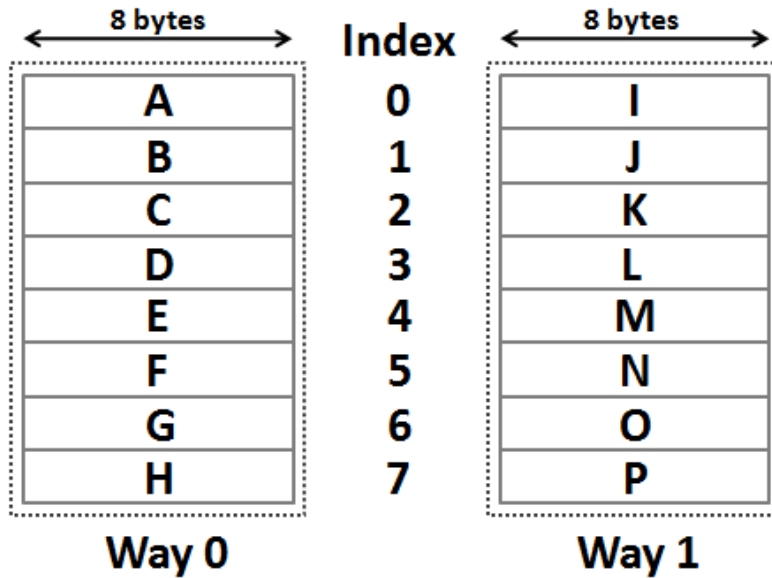 8 bytes Index 8 bytes
A 0 I
B 1 J
C 2 K
D 3 L
E 4 M
F 5 N
G 6 O
H 7 P
Way 0 Way 1